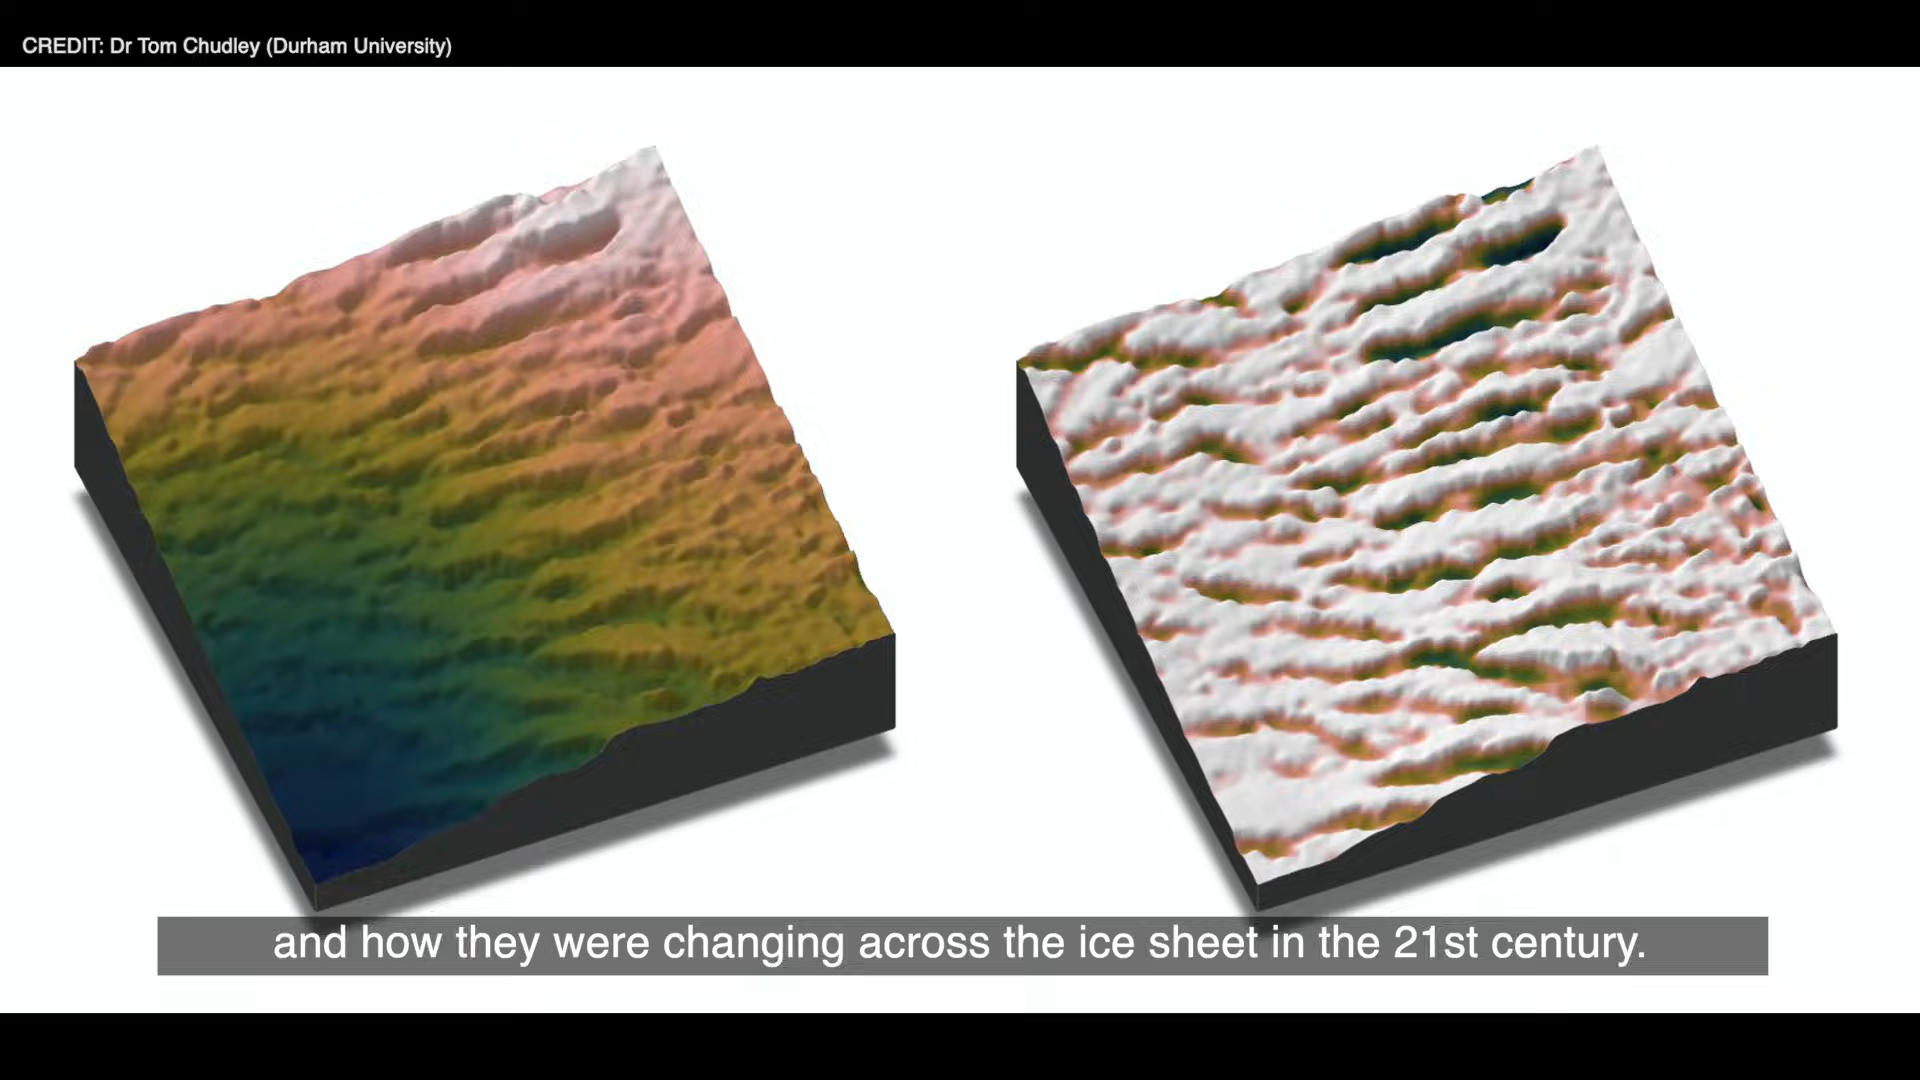 CREDIT: Dr Tom Chudley (Durham University)
and how they were changing across the ice sheet in the 21st century.